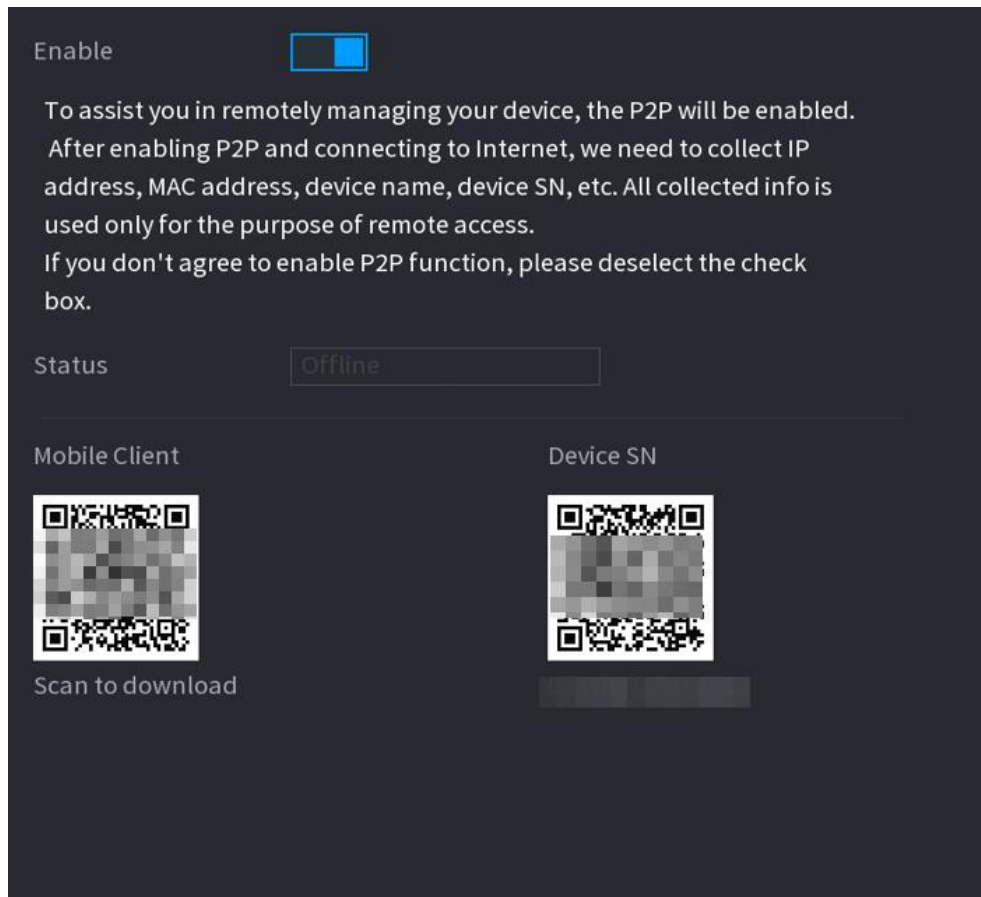 Enable
To assist you in remotely managing your device, the P2P will be enabled.
After enabling P2P and connecting to Internet, we need to collect IP
address, MAC address, device name, device SN, etc. All collected info is
used only for the purpose of remote access.
If you don't agree to enable P2P function, please deselect the check
box.
Status
Offline
Mobile Client
Device SN
Scan to download